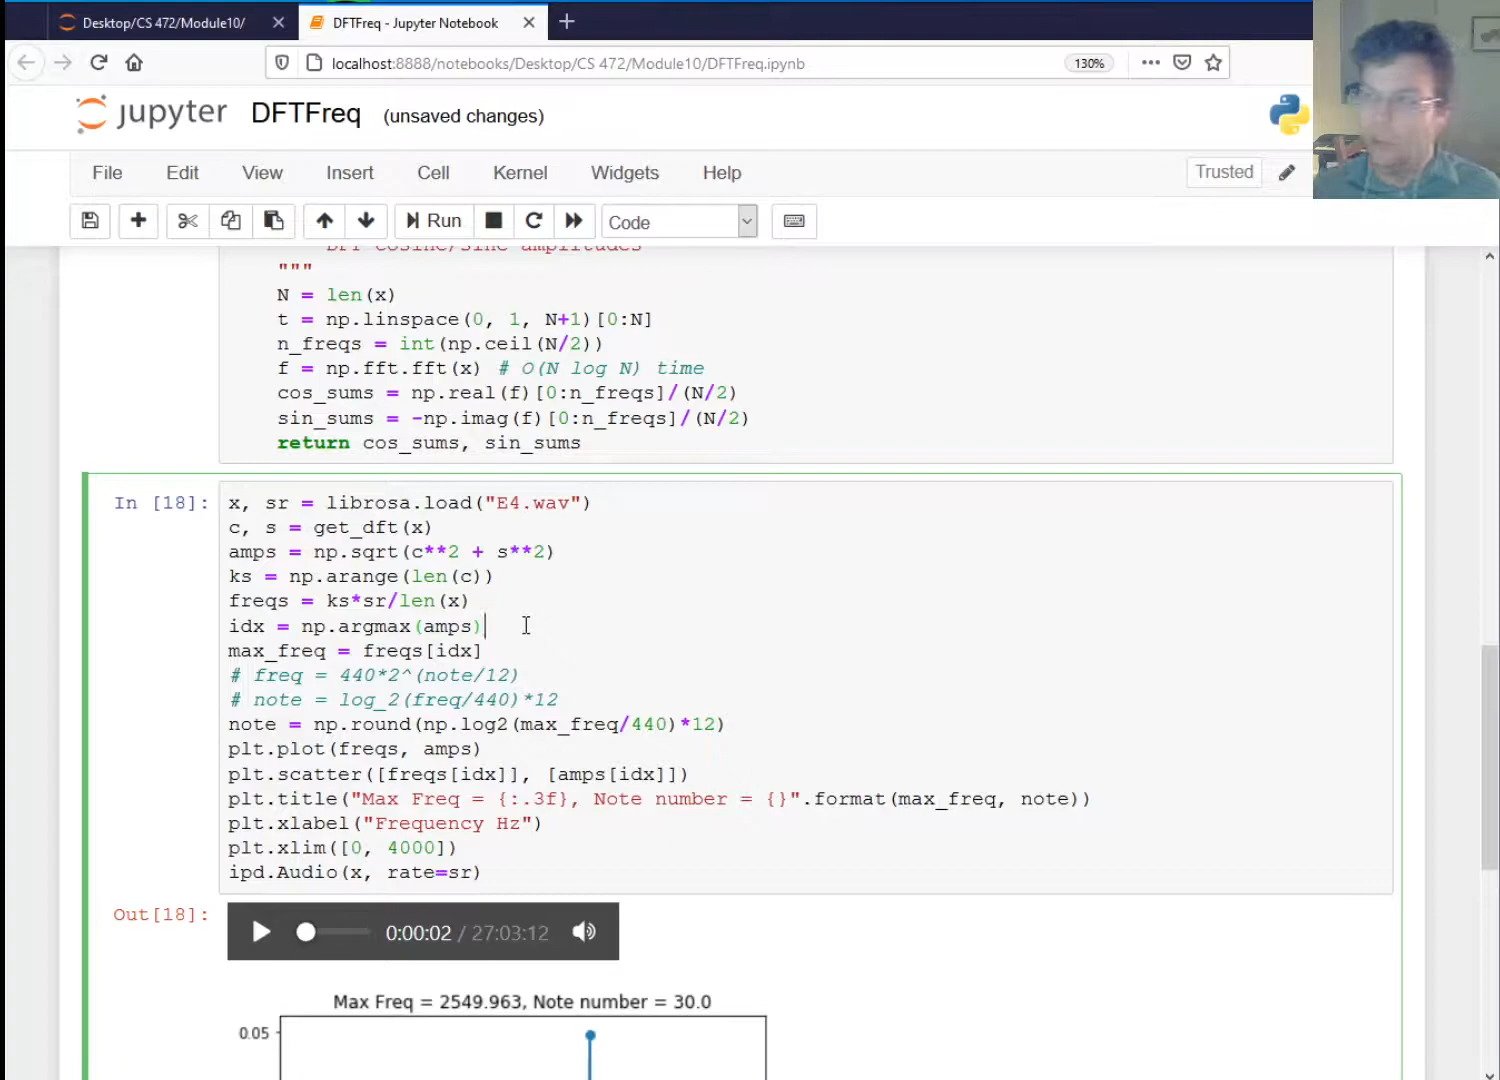 Desktop/CS 472/Module10/
DFTFreq - Jupyter Notebook
localhost:8888/notebooks/Desktop/CS 472/Module10/DFTFreq.ipynb
130%
jupyter DFTFreq (unsaved changes)
File Edit View Insert Cell Kernel Widgets Help
Trusted
Run
Code
DFT cosine/sine amplitudes
"""
N = len(x)
t = np.linspace(0, 1, N+1)[0:N]
n_freqs = int(np.ceil(N/2))
f = np.fft.fft(x) # O(N log N) time
cos_sums = np.real(f)[0:n_freqs]/(N/2)
sin_sums = -np.imag(f)[0:n_freqs]/(N/2)
return cos_sums, sin_sums
In [18]:
x, sr = librosa.load("E4.wav")
c, s = get_dft(x)
amps = np.sqrt(c**2 + s**2)
ks = np.arange(len(c))
freqs = ks*sr/len(x)
idx = np.argmax(amps)
max_freq = freqs[idx]
# freq = 440*2^(note/12)
# note = log_2(freq/440)*12
note = np.round(np.log2(max_freq/440)*12)
plt.plot(freqs, amps)
plt.scatter([freqs[idx]], [amps[idx]])
plt.title("Max Freq = {:.3f}, Note number = {}".format(max_freq, note))
plt.xlabel("Frequency Hz")
plt.xlim([0, 4000])
ipd.Audio(x, rate=sr)
Out[18]:
0:00:02 / 27:03:12
Max Freq = 2549.963, Note number = 30.0
0.05